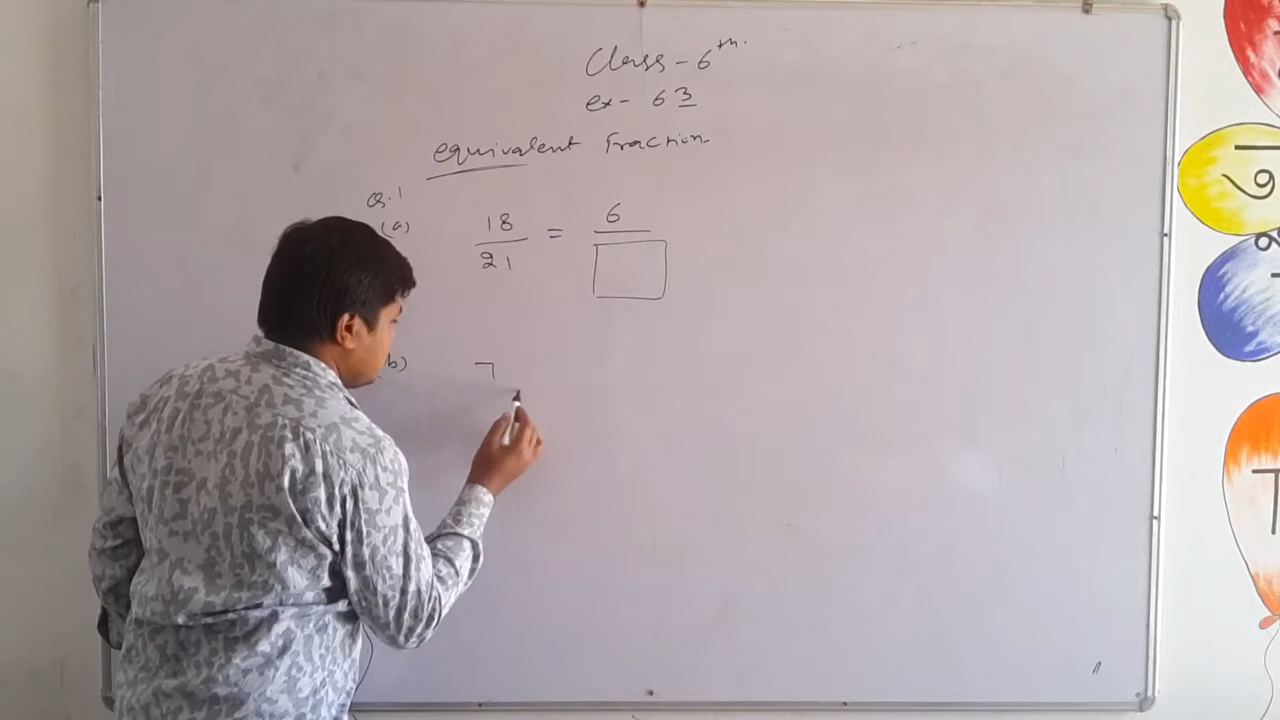 Class - 6th.
ex - 6.3
equivalent Fraction
Q.1
(a) 18/21 = 6/□
b) 7